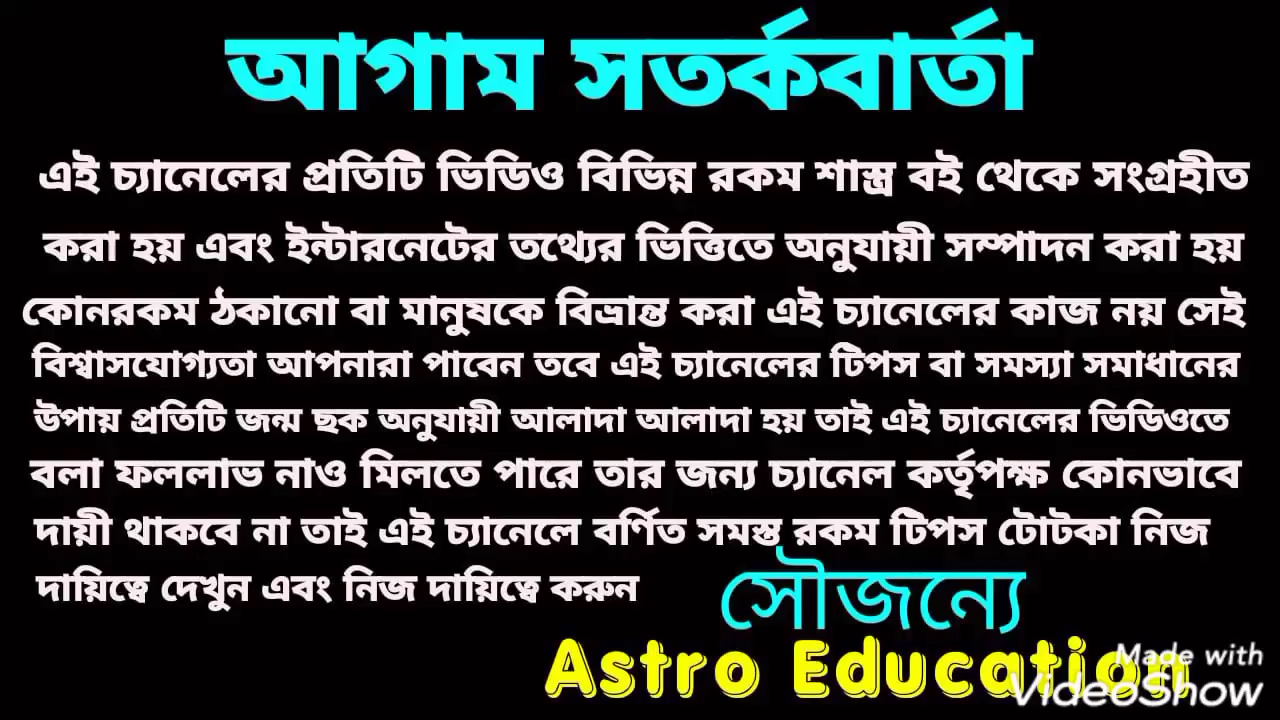 আগাম সতর্কবার্তা
এই চ্যানেলের প্রতিটি ভিডিও বিভিন্ন রকম শাস্ত্র বই থেকে সংগ্রহীত
করা হয় এবং ইন্টারনেটের তথ্যের ভিত্তিতে অনুযায়ী সম্পাদন করা হয়
কোনরকম ঠকানো বা মানুষকে বিভ্রান্ত করা এই চ্যানেলের কাজ নয় সেই
বিশ্বাসযোগ্যতা আপনারা পাবেন তবে এই চ্যানেলের টিপস বা সমস্যা সমাধানের
উপায় প্রতিটি জন্ম ছক অনুযায়ী আলাদা আলাদা হয় তাই এই চ্যানেলের ভিডিওতে
বলা ফললাভ নাও মিলতে পারে তার জন্য চ্যানেল কর্তৃপক্ষ কোনভাবে
দায়ী থাকবে না তাই এই চ্যানেলে বর্ণিত সমস্ত রকম টিপস টোটকা নিজ
দায়িত্বে দেখুন এবং নিজ দায়িত্বে করুন
সৌজন্যে
Astro Education
Made with
VideoShow